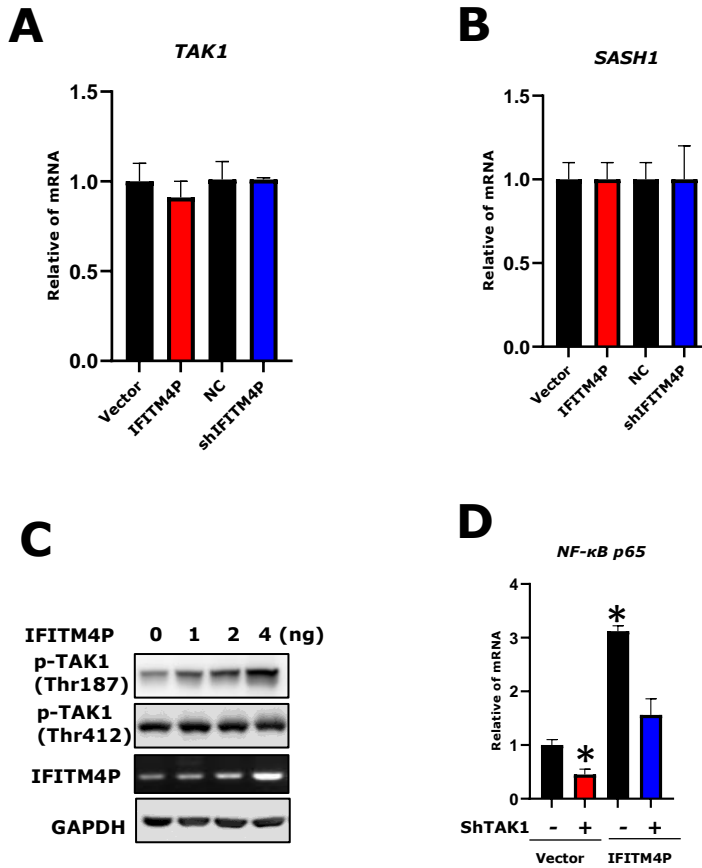 A
TAK1
Relative of mRNA
1.5
1.0
0.5
0.0
Vector
IFITM4P
NC
shIFITM4P
B
SASH1
Relative of mRNA
1.5
1.0
0.5
0.0
Vector
IFITM4P
NC
shIFITM4P
C
IFITM4P 0 1 2 4 (ng)
p-TAK1
(Thr187)
p-TAK1
(Thr412)
IFITM4P
GAPDH
D
NF-κB p65
Relative of mRNA
4
3
2
1
0
* *
ShTAK1 - + - +
Vector IFITM4P